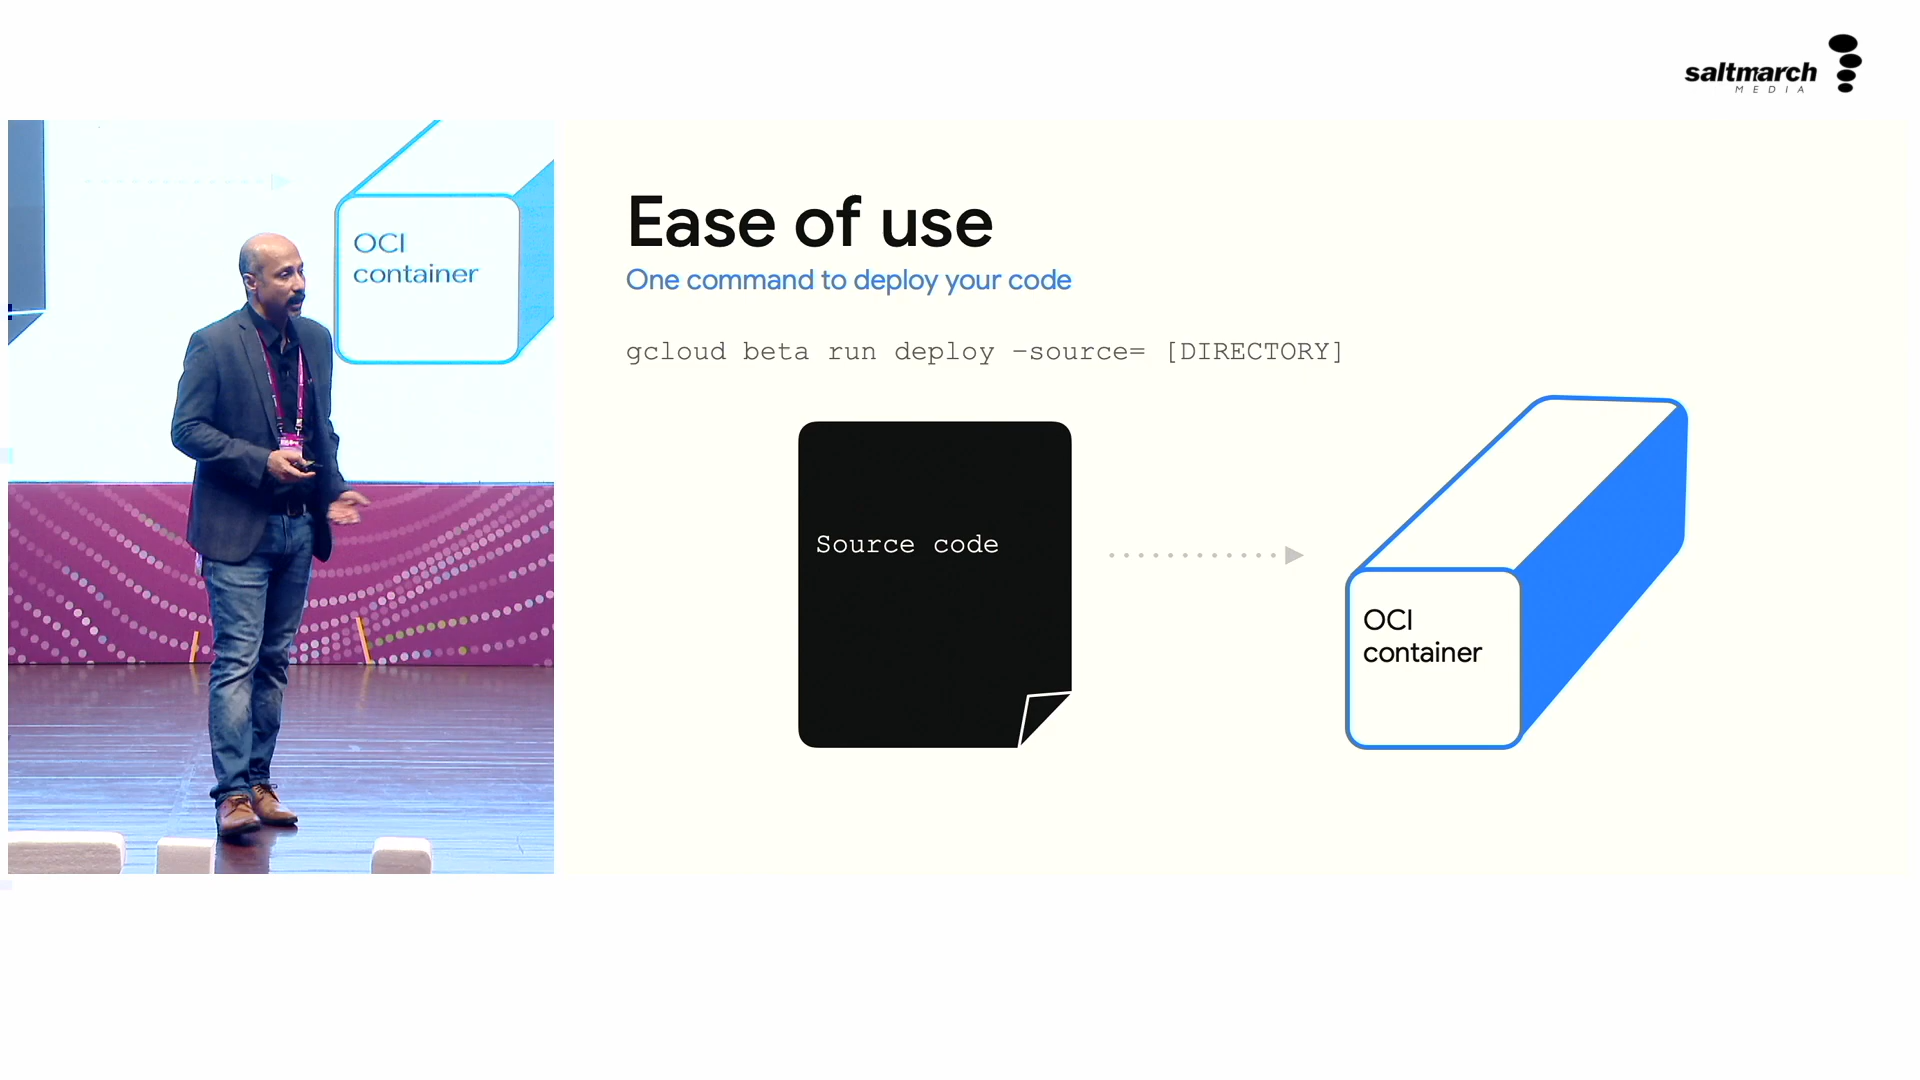 saltmarch
MEDIA
OCI
container
Ease of use
One command to deploy your code
gcloud beta run deploy –source= [DIRECTORY]
Source code
OCI
container